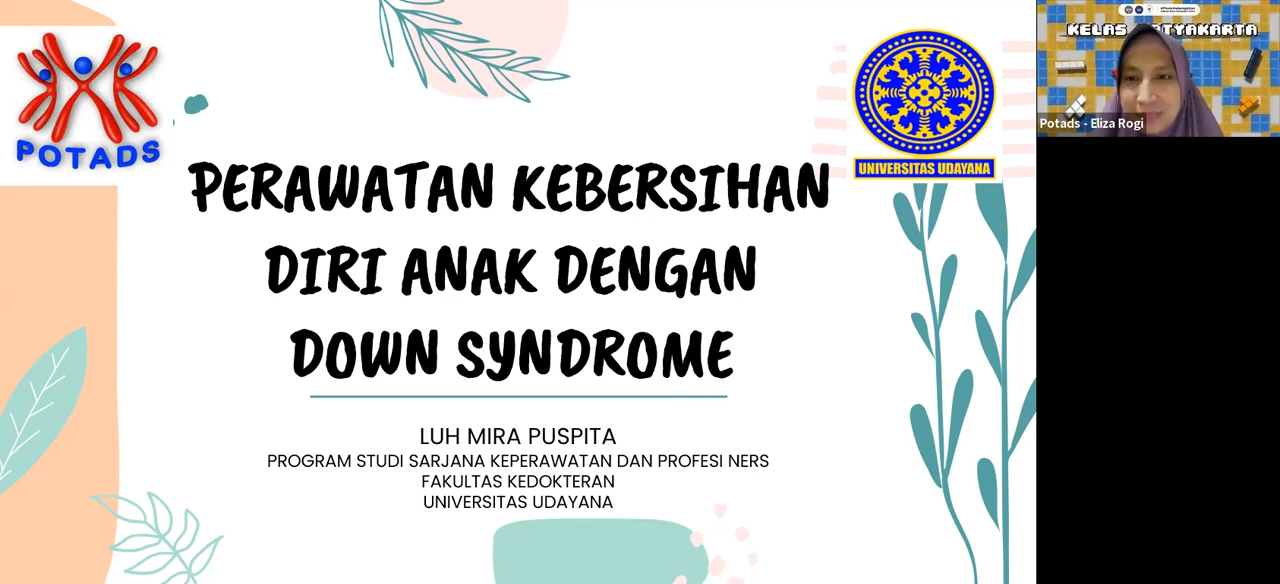 POTADS
UNIVERSITAS UDAYANA
PERAWATAN KEBERSIHAN
DIRI ANAK DENGAN
DOWN SYNDROME
LUH MIRA PUSPITA
PROGRAM STUDI SARJANA KEPERAWATAN DAN PROFESI NERS
FAKULTAS KEDOKTERAN
UNIVERSITAS UDAYANA
KELAS
Potads - Eliza Rogi